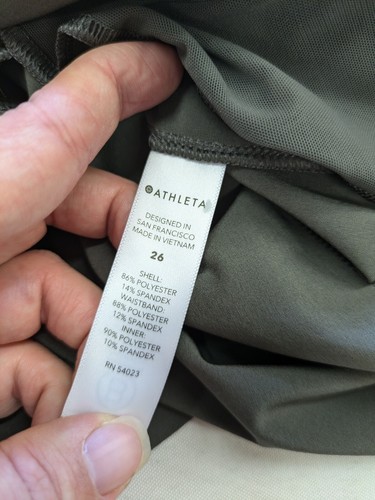 ATHLETA
DESIGNED IN
SAN FRANCISCO
MADE IN VIETNAM
26
SHELL:
86% POLYESTER
14% SPANDEX
WAISTBAND:
88% POLYESTER
12% SPANDEX
INNER:
90% POLYESTER
10% SPANDEX
RN 54023